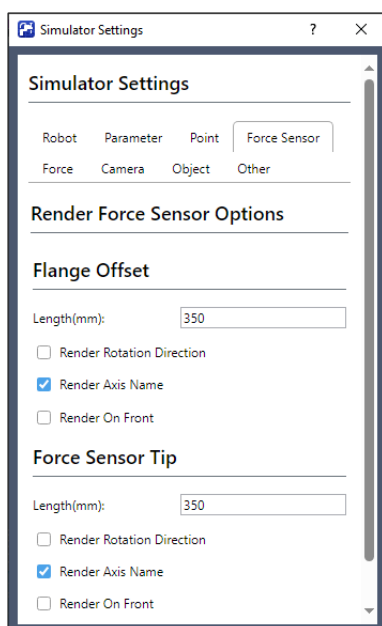 Simulator Settings ?
Simulator Settings
Robot Parameter Point Force Sensor
Force Camera Object Other
Render Force Sensor Options
Flange Offset
Length(mm): 350
Render Rotation Direction
Render Axis Name
Render On Front
Force Sensor Tip
Length(mm): 350
Render Rotation Direction
Render Axis Name
Render On Front